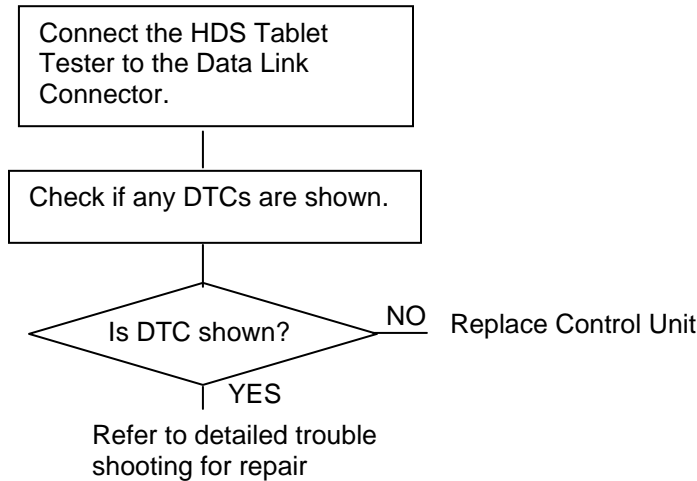 Connect the HDS Tablet
Tester to the Data Link
Connector.
Check if any DTCs are shown.
Is DTC shown?
NO
Replace Control Unit
YES
Refer to detailed trouble
shooting for repair